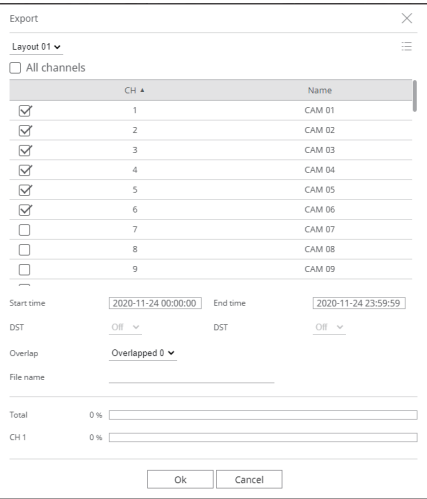 Export
Layout 01
All channels
CH ▲ Name
1 CAM 01
2 CAM 02
3 CAM 03
4 CAM 04
5 CAM 05
6 CAM 06
7 CAM 07
8 CAM 08
9 CAM 09
Start time 2020-11-24 00:00:00 End time 2020-11-24 23:59:59
DST Off DST Off
Overlap Overlapped 0
File name
Total 0 %
CH 1 0 %
Ok Cancel